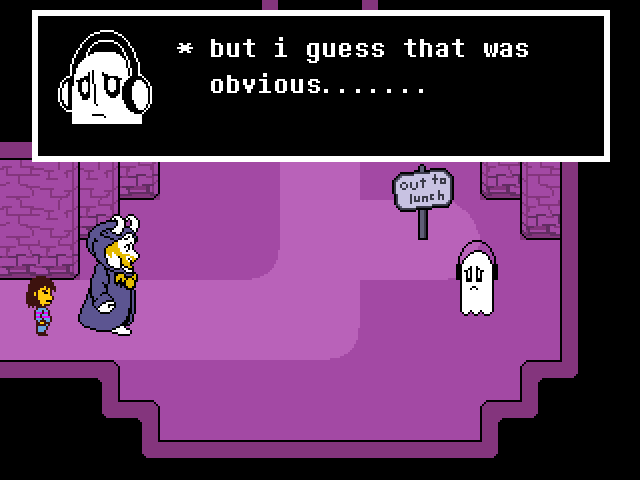 * but i guess that was
obvious.......
out to
lunch